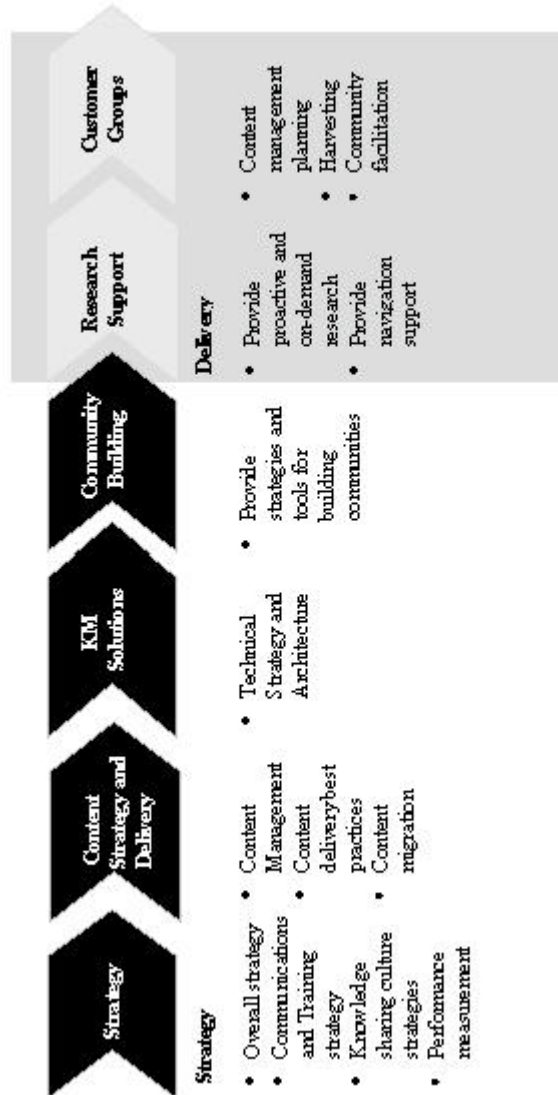 Strategy
Content
Strategy and
Delivery
KM
Solutions
Community
Building
Research
Support
Customer
Groups
Strategy
• Overall strategy
• Communications
and Training
strategy
• Knowledge
sharing culture
strategies
• Performance
measurement
• Content
Management
• Content
delivery best
practices
• Content
migration
• Technical
Strategy and
Architecture
• Provide
strategies and
tools for
building
communities
Delivery
• Provide
proactive and
on-demand
research
• Provide
navigation
support
• Content
management
planning
• Harvesting
• Community
facilitation